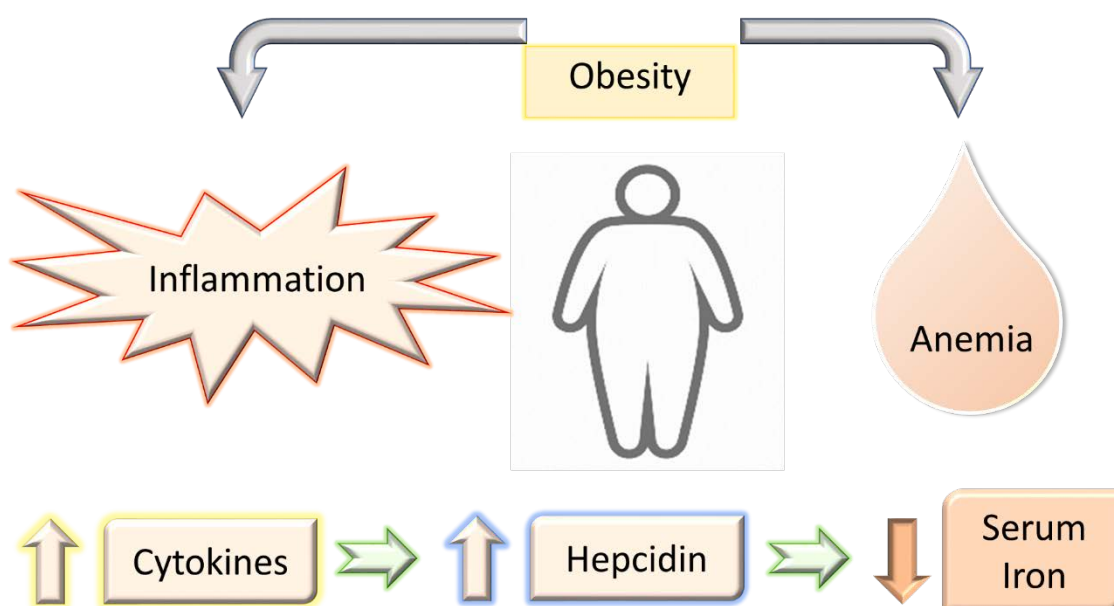 Obesity
Inflammation
Anemia
Cytokines
Hepcidin
Serum
Iron